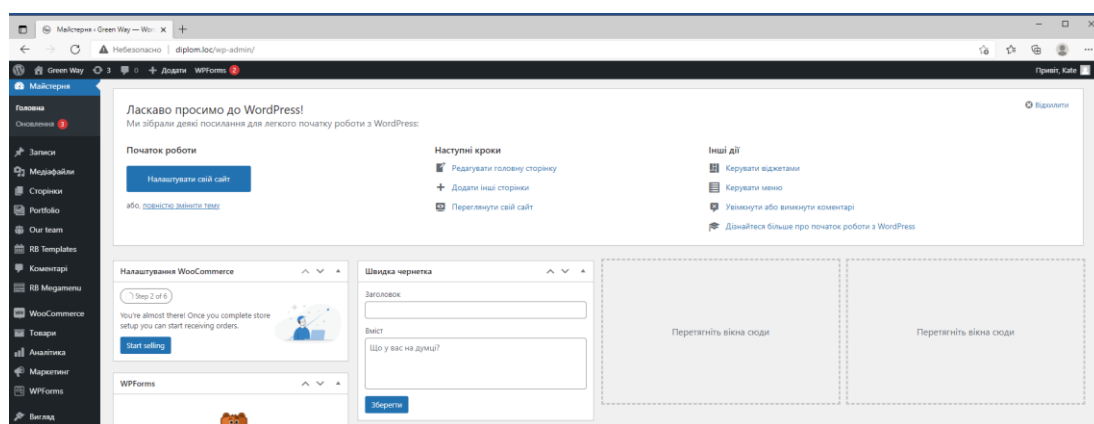 Майстерня ‹ Green Way — Wor
Небезопасно | diplom.loc/wp-admin/
Green Way 3 0 + Додати WPForms 2
Привіт, Kate
Майстерня
Головна
Оновлення 3
Записи
Медіафайли
Сторінки
Portfolio
Our team
RB Templates
Коментарі
RB Megamenu
WooCommerce
Товари
Аналітика
Маркетинг
WPForms
Вигляд
Ласкаво просимо до WordPress!
Відхилити
Ми зібрали деякі посилання для легкого початку роботи з WordPress:
Початок роботи
Налаштувати свій сайт
або, повністю змінити тему
Наступні кроки
Редагувати головну сторінку
Додати інші сторінки
Переглянути свій сайт
Інші дії
Керувати віджетами
Керувати меню
Увімкнути або вимкнути коментарі
Дізнайтеся більше про початок роботи з WordPress
Налаштування WooCommerce
Step 2 of 6
You're almost there! Once you complete store
setup you can start receiving orders.
Start selling
WPForms
Швидка чернетка
Заголовок
Вміст
Що у вас на думці?
Зберегти
Перетягніть вікна сюди
Перетягніть вікна сюди